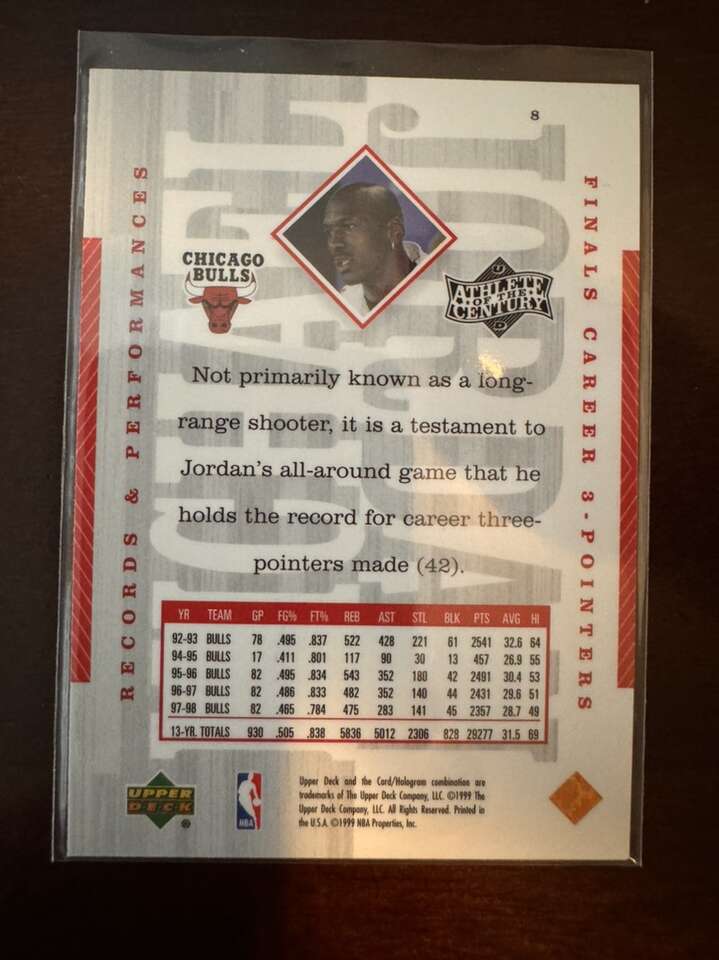 8
RECORDS & PERFORMANCES
FINALS CAREER 3-POINTERS
CHICAGO
BULLS
U
ATHLETE
OF THE
CENTURY
D
MICHAEL
JORDAN
Not primarily known as a long-
range shooter, it is a testament to
Jordan's all-around game that he
holds the record for career three-
pointers made (42).
YR TEAM GP FG% FT% REB AST STL BLK PTS AVG HI
92-93 BULLS 78 .495 .837 522 428 221 61 2541 32.6 64
94-95 BULLS 17 .411 .801 117 90 30 13 457 26.9 55
95-96 BULLS 82 .495 .834 543 352 180 42 2491 30.4 53
96-97 BULLS 82 .486 .833 482 352 140 44 2431 29.6 51
97-98 BULLS 82 .465 .784 475 283 141 45 2357 28.7 49
13-YR. TOTALS 930 .505 .838 5836 5012 2306 828 29277 31.5 69
UPPER
DECK
®
NBA
Upper Deck and the Card/Hologram combination are
trademarks of The Upper Deck Company, LLC. ©1999 The
Upper Deck Company, LLC. All Rights Reserved. Printed in
the U.S.A. ©1999 NBA Properties, Inc.